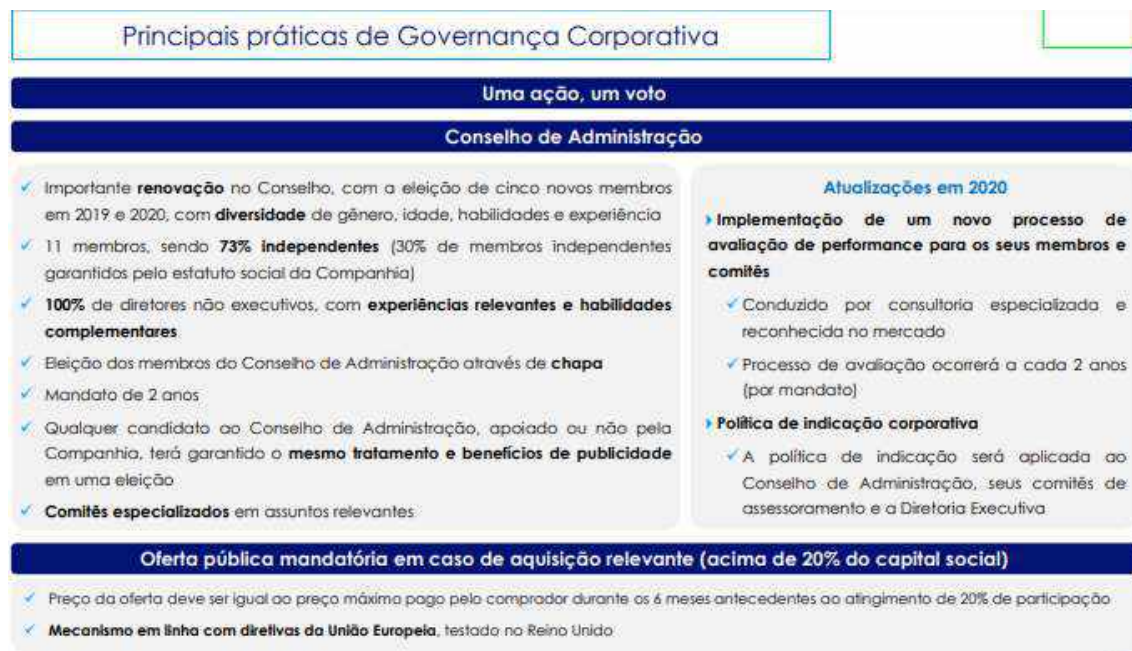 Principais práticas de Governança Corporativa
Uma ação, um voto
Conselho de Administração
✓ Importante renovação no Conselho, com a eleição de cinco novos membros
em 2019 e 2020, com diversidade de gênero, idade, habilidades e experiência
✓ 11 membros, sendo 73% independentes (30% de membros independentes
garantidos pelo estatuto social da Companhia)
✓ 100% de diretores não executivos, com experiências relevantes e habilidades
complementares
✓ Eleição dos membros do Conselho de Administração através de chapa
✓ Mandato de 2 anos
✓ Qualquer candidato ao Conselho de Administração, apoiado ou não pela
Companhia, terá garantido o mesmo tratamento e benefícios de publicidade
em uma eleição
✓ Comitês especializados em assuntos relevantes
Atualizações em 2020
Implementação de um novo processo de
avaliação de performance para os seus membros e
comitês
✓ Conduzido por consultoria especializada e
reconhecida no mercado
✓ Processo de avaliação ocorrerá a cada 2 anos
(por mandato)
Política de indicação corporativa
✓ A política de indicação será aplicada ao
Conselho de Administração, seus comitês de
assessoramento e a Diretoria Executiva
Oferta pública mandatória em caso de aquisição relevante (acima de 20% do capital social)
✓ Preço da oferta deve ser igual ao preço máximo pago pelo comprador durante os 6 meses antecedentes ao atingimento de 20% de participação
✓ Mecanismo em linha com diretivas da União Europeia, testado no Reino Unido